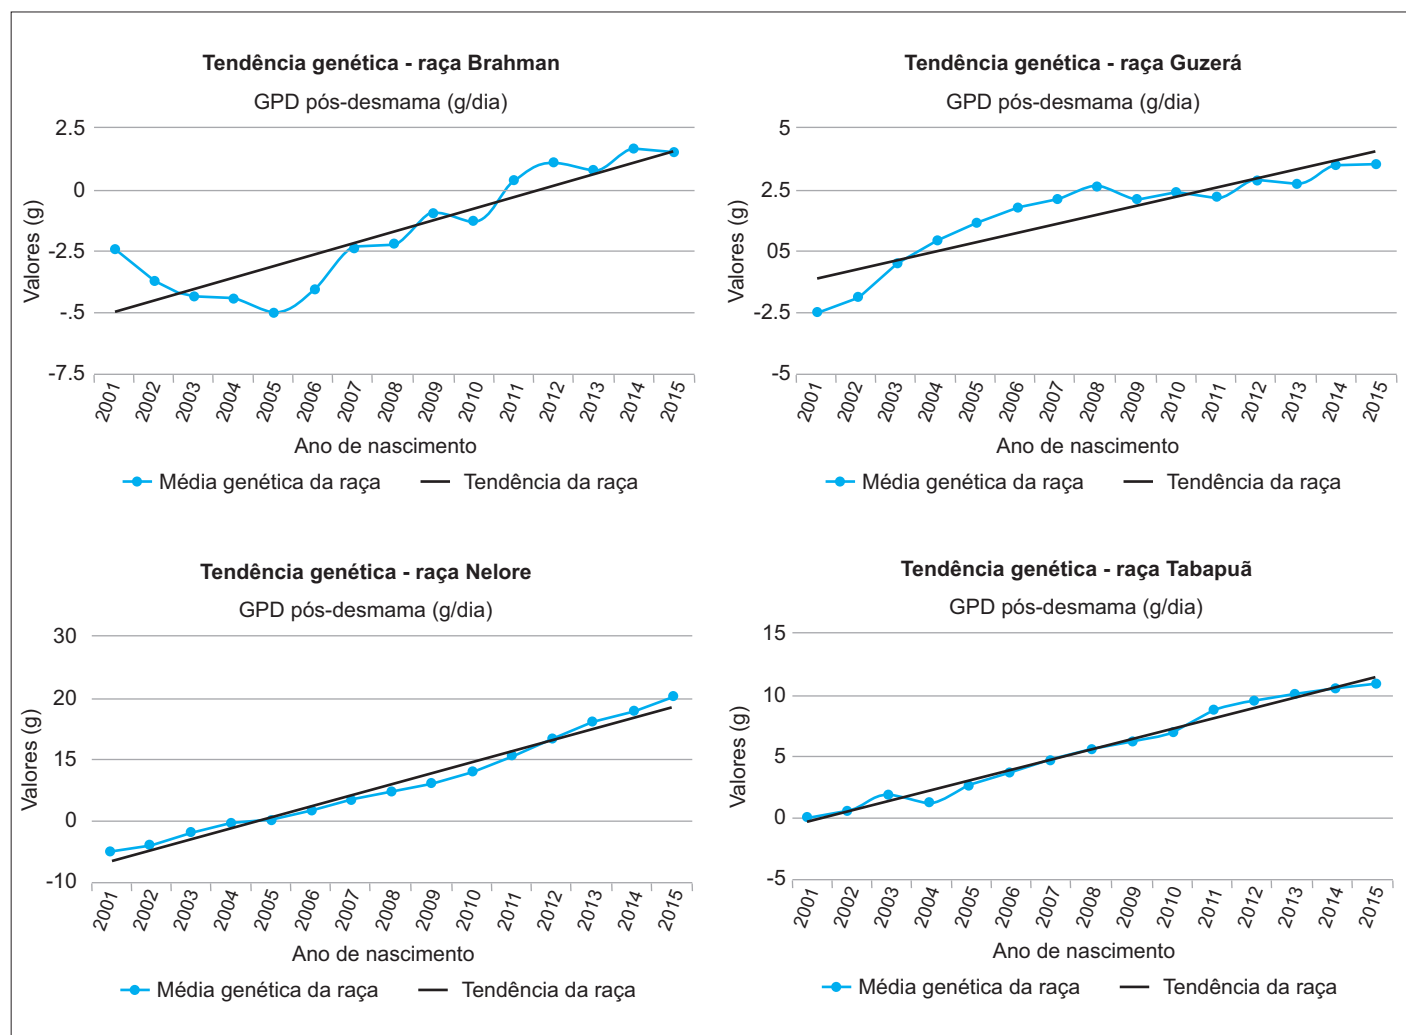 Tendência genética - raça Brahman
GPD pós-desmama (g/dia)
Valores (g)
2.5
0
-2.5
-.5
-7.5
2001 2002 2003 2004 2005 2006 2007 2008 2009 2010 2011 2012 2013 2014 2015
Ano de nascimento
Média genética da raça Tendência da raça
Tendência genética - raça Guzerá
GPD pós-desmama (g/dia)
Valores (g)
5
2.5
05
-2.5
-5
2001 2002 2003 2004 2005 2006 2007 2008 2009 2010 2011 2012 2013 2014 2015
Ano de nascimento
Média genética da raça Tendência da raça
Tendência genética - raça Nelore
GPD pós-desmama (g/dia)
Valores (g)
30
20
15
0
-10
2001 2002 2003 2004 2005 2006 2007 2008 2009 2010 2011 2012 2013 2014 2015
Ano de nascimento
Média genética da raça Tendência da raça
Tendência genética - raça Tabapuã
GPD pós-desmama (g/dia)
Valores (g)
15
10
5
0
-5
2001 2002 2003 2004 2005 2006 2007 2008 2009 2010 2011 2012 2013 2014 2015
Ano de nascimento
Média genética da raça Tendência da raça